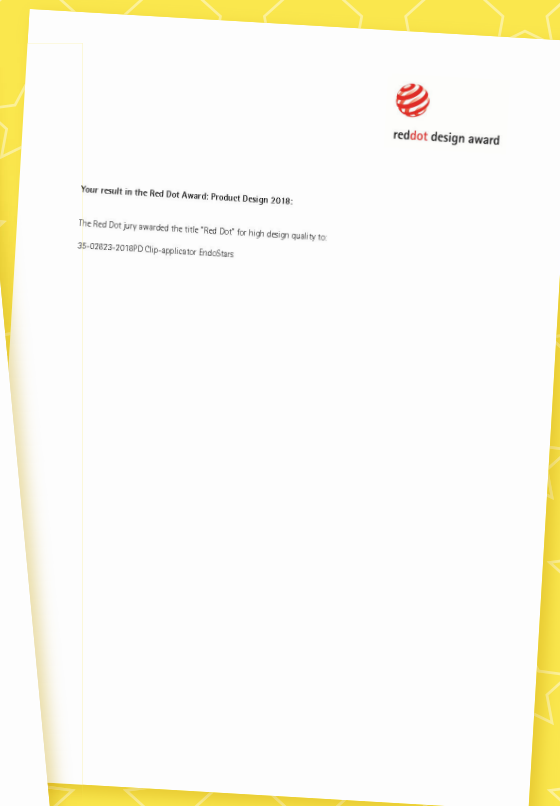 reddot design award
Your result in the Red Dot Award: Product Design 2018:
The Red Dot jury awarded the title "Red Dot" for high design quality to:
35-02823-2018PD Clip-applicator EndoStars